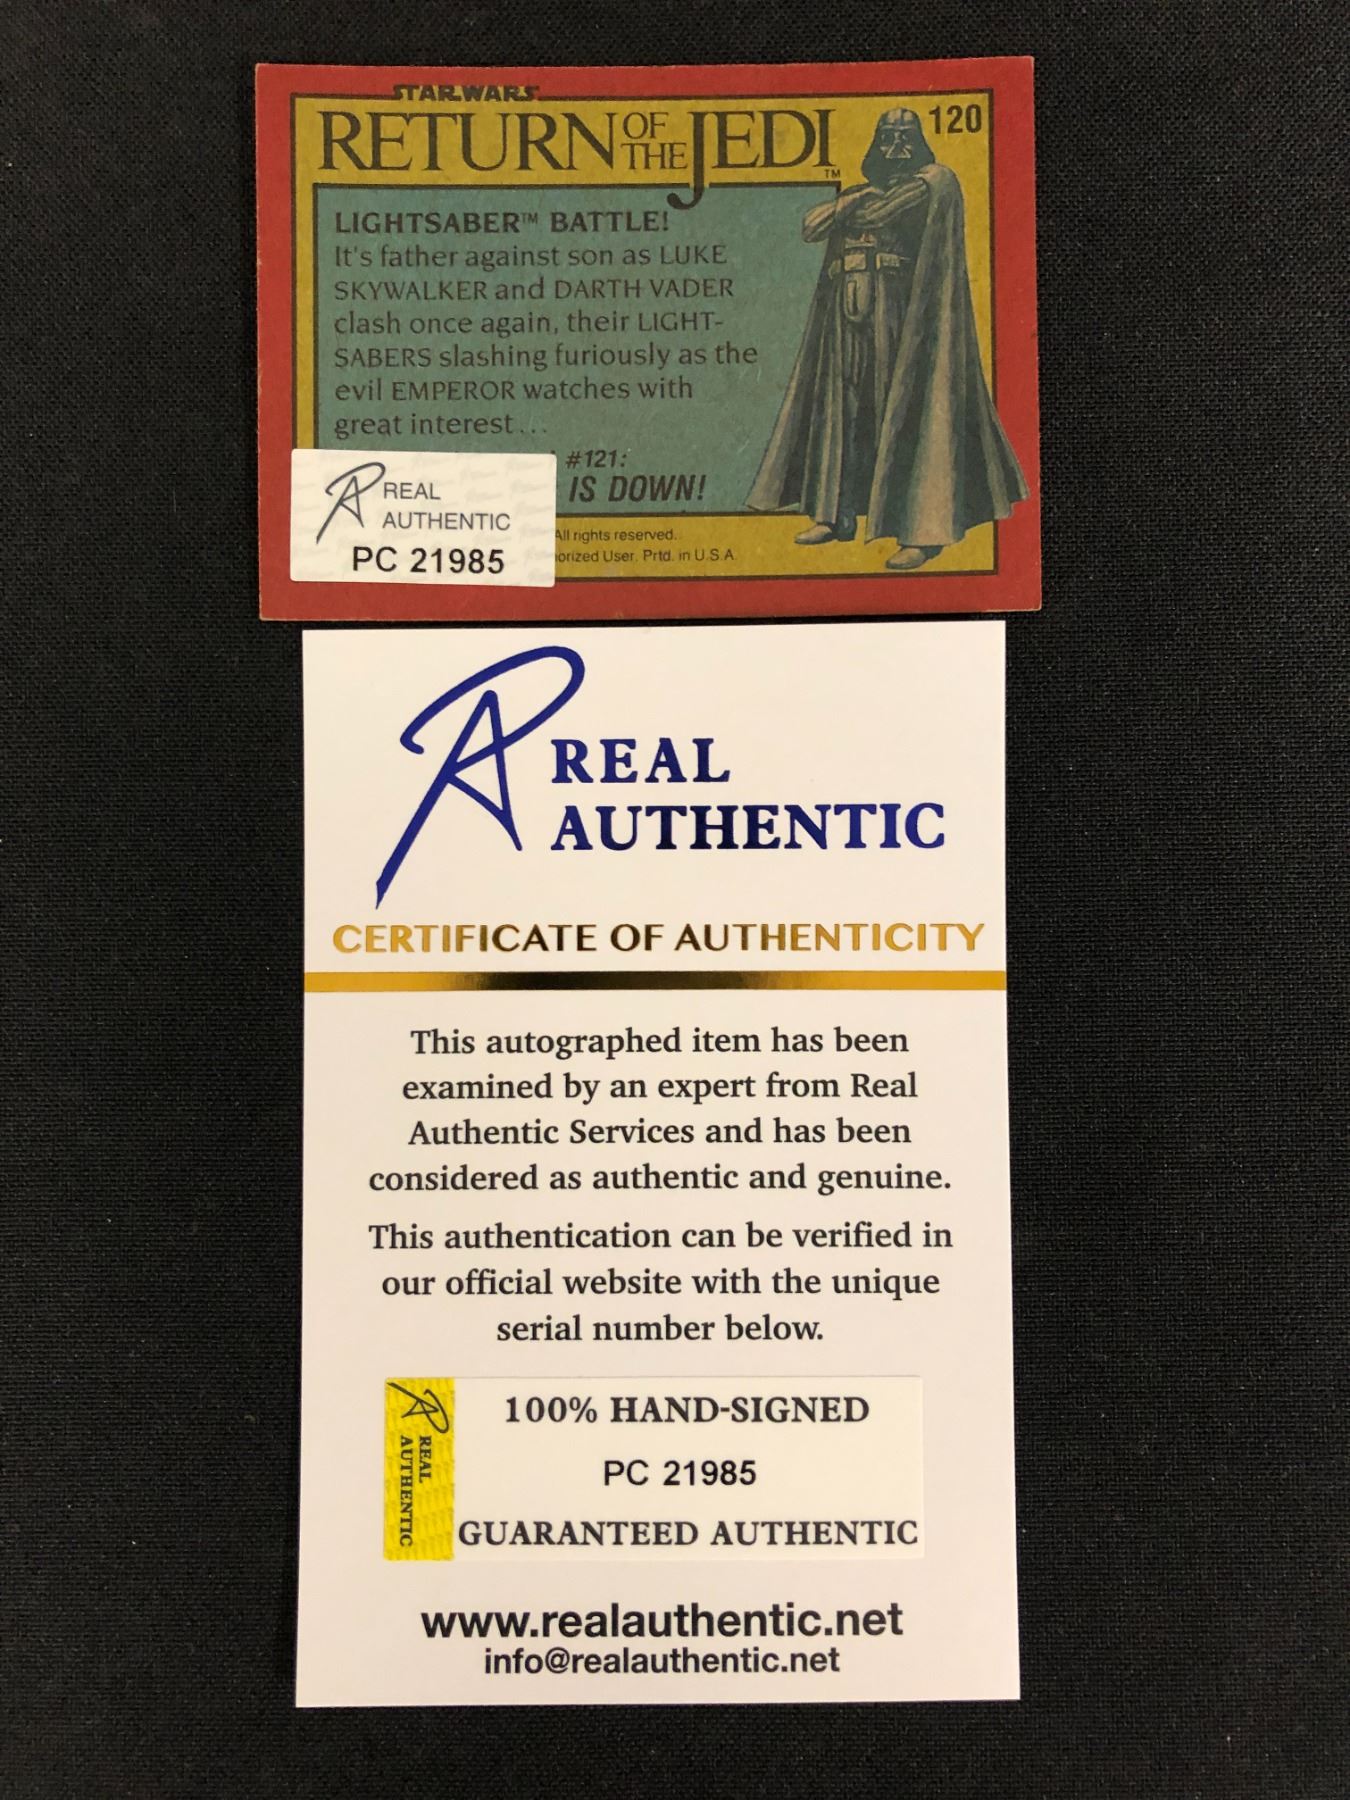 STAR WARS
RETURN OF THE JEDI™
120
LIGHTSABER™ BATTLE!
It's father against son as LUKE
SKYWALKER and DARTH VADER
clash once again, their LIGHT-
SABERS slashing furiously as the
evil EMPEROR watches with
great interest...
#121:
IS DOWN!
All rights reserved.
User. Prtd. in U.S.A.
REAL
AUTHENTIC
PC 21985
REAL
AUTHENTIC
CERTIFICATE OF AUTHENTICITY
This autographed item has been
examined by an expert from Real
Authentic Services and has been
considered as authentic and genuine.
This authentication can be verified in
our official website with the unique
serial number below.
REAL
AUTHENTIC
100% HAND-SIGNED
PC 21985
GUARANTEED AUTHENTIC
www.realauthentic.net
info@realauthentic.net